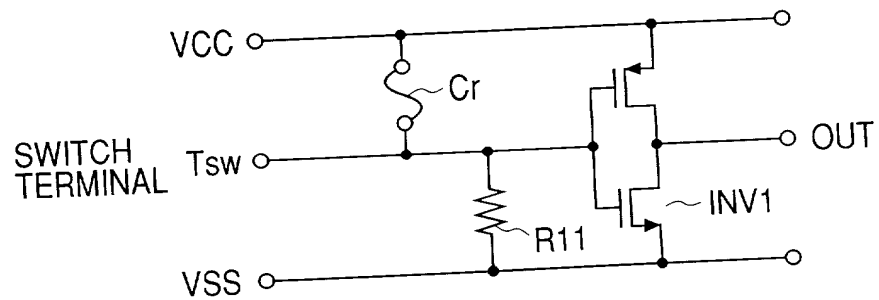 VCC
Cr
SWITCH
TERMINAL
Tsw
OUT
INV1
R11
VSS